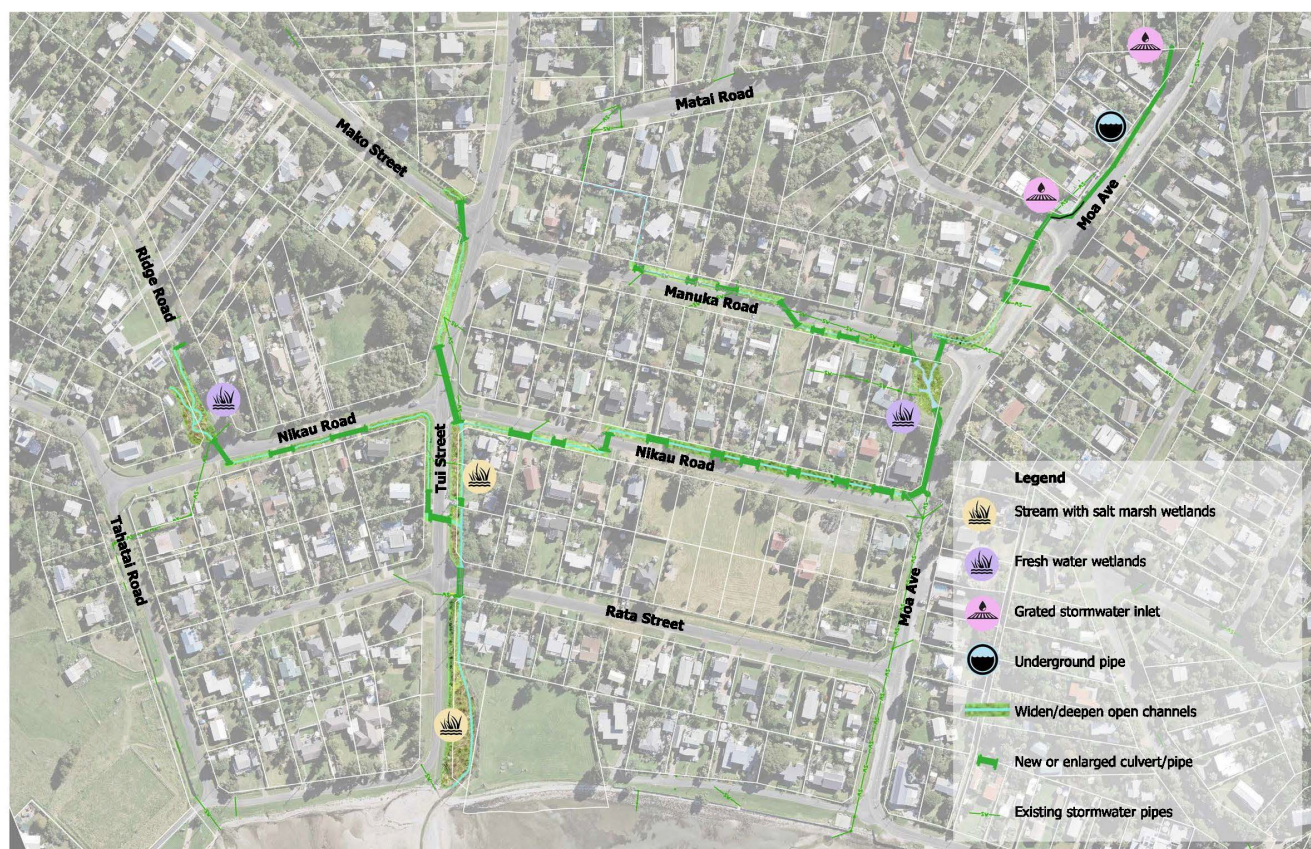 Matai Road
Mako Street
Moa Ave
Ridge Road
Manuka Road
Nikau Road
Tui Street
Nikau Road
Tahatai Road
Moa Ave
Rata Street
Legend
Stream with salt marsh wetlands
Fresh water wetlands
Grated stormwater inlet
Underground pipe
Widen/deepen open channels
New or enlarged culvert/pipe
SW
Existing stormwater pipes